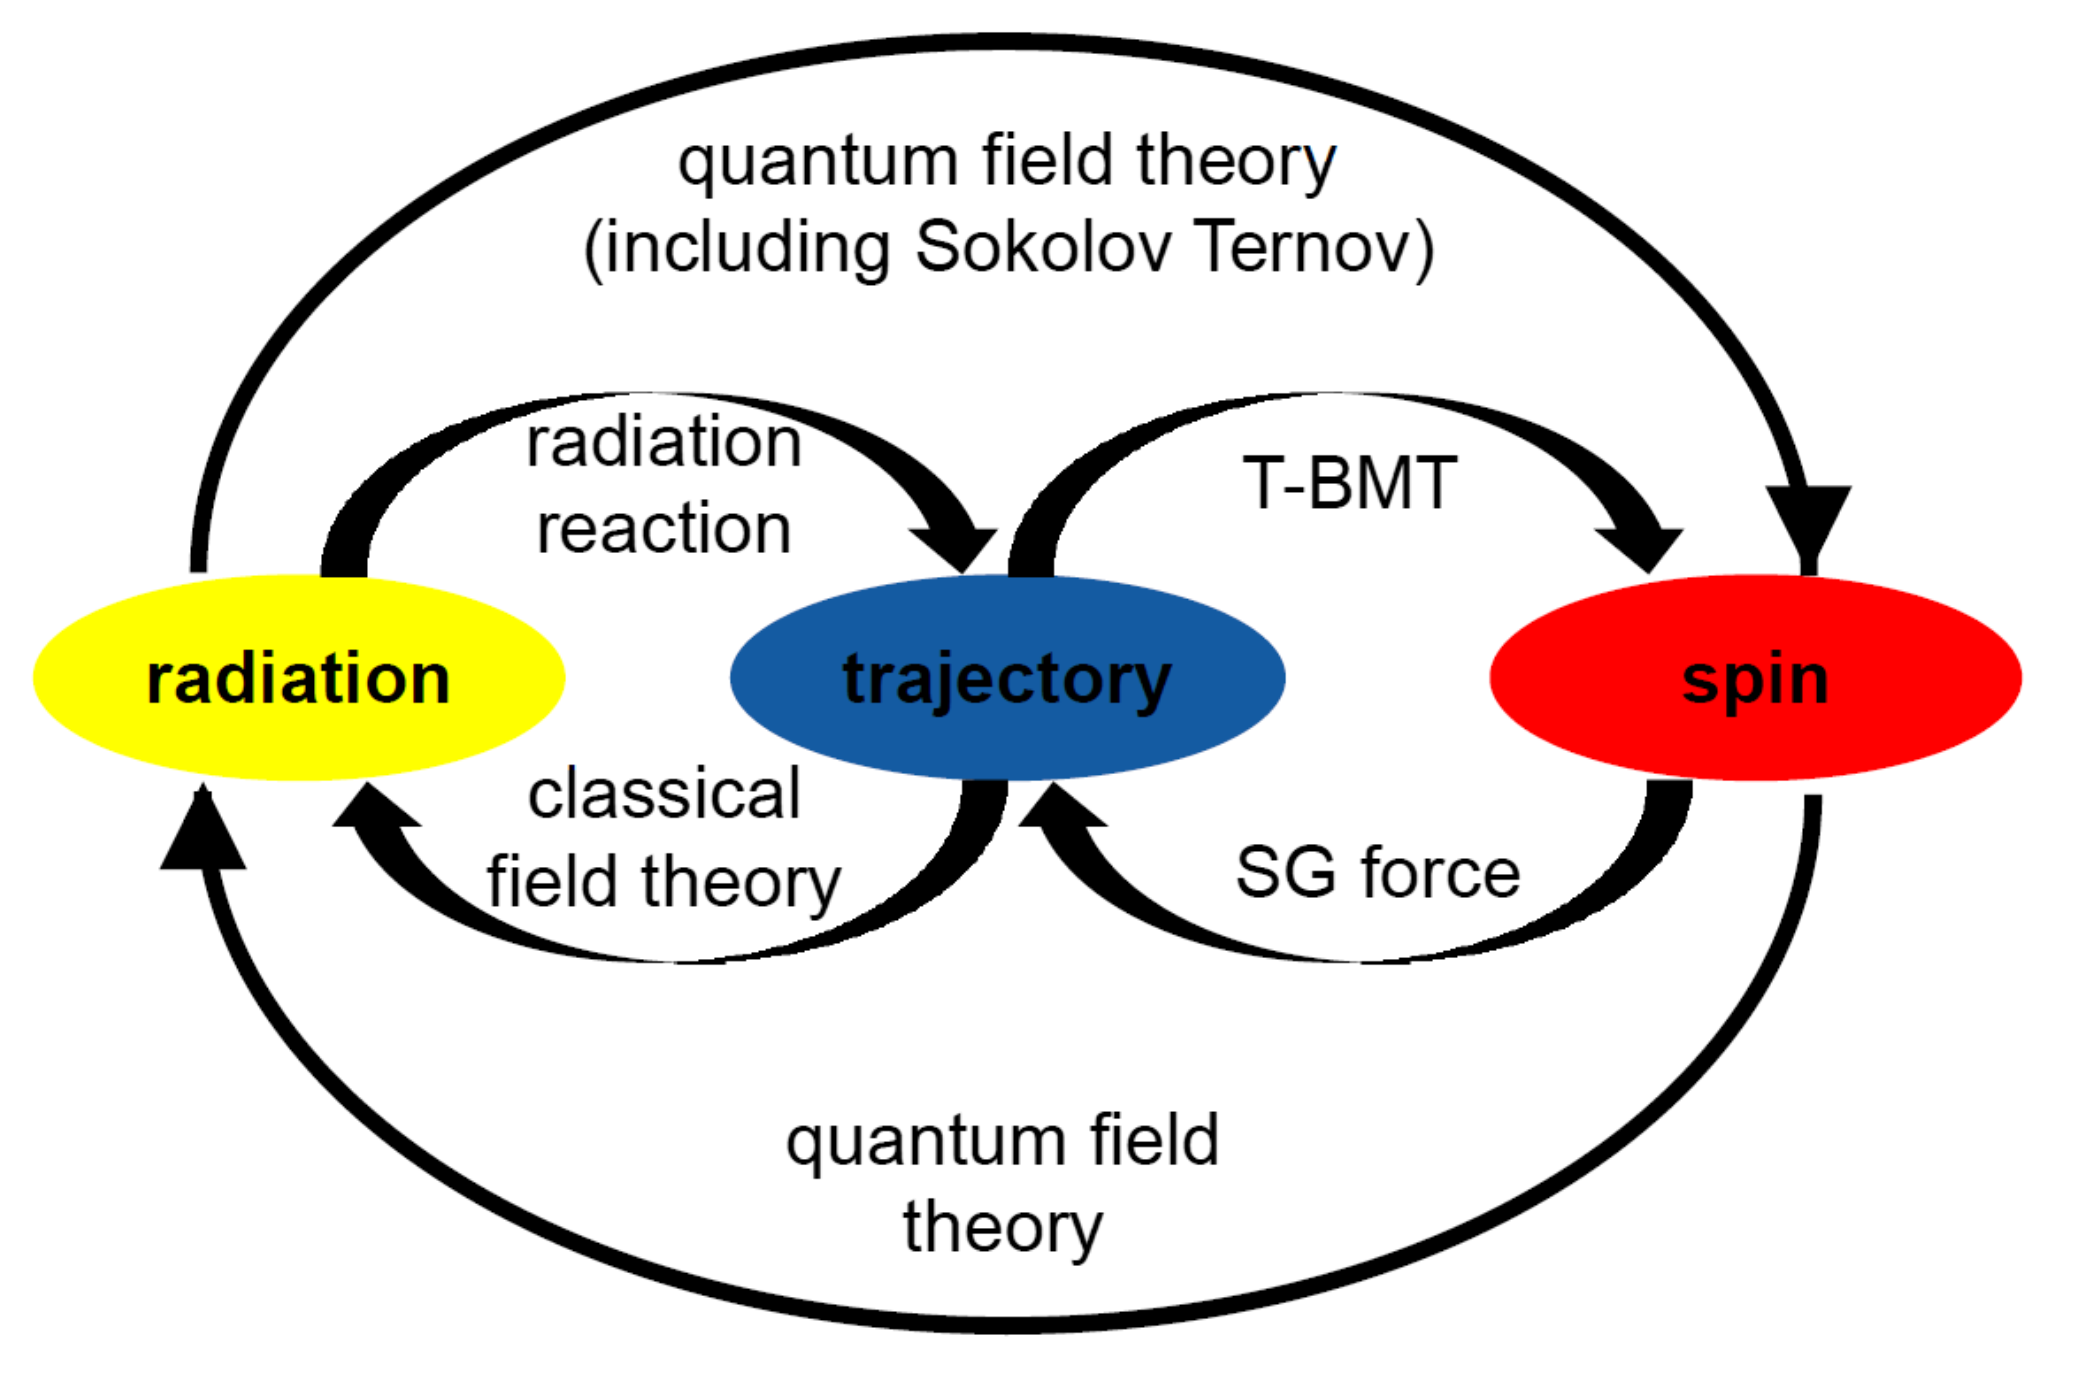 quantum field theory
(including Sokolov Ternov)
radiation
reaction
T-BMT
radiation
trajectory
spin
classical
field theory
SG force
quantum field
theory